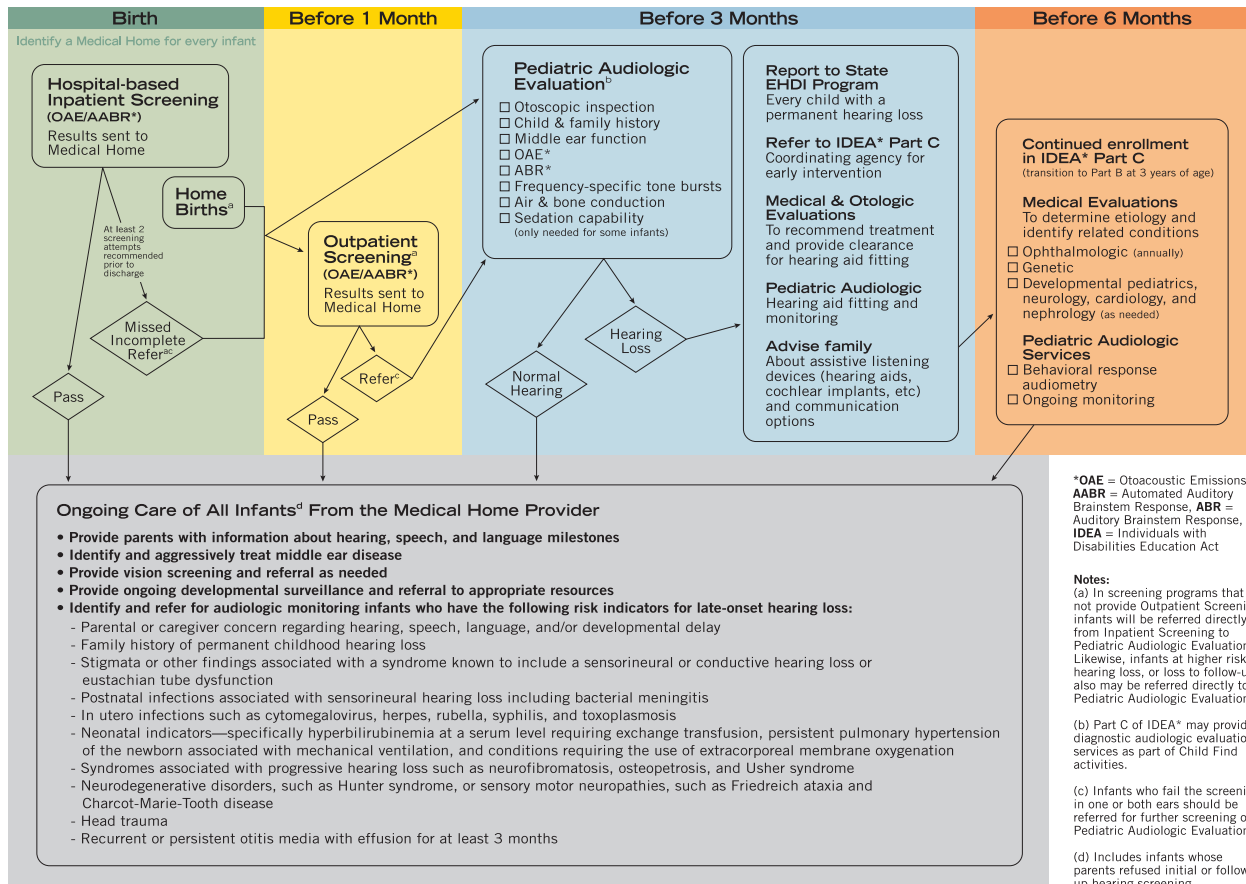 Birth
Identify a Medical Home for every infant
Hospital-based
Inpatient Screening
(OAE/AABR*)
Results sent to
Medical Home
Home
Births^a
At least 2
screening
attempts
recommended
prior to
discharge
Missed
Incomplete
Refer^ac
Pass
Before 1 Month
Outpatient
Screening^a
(OAE/AABR*)
Results sent to
Medical Home
Refer^c
Pass
Before 3 Months
Pediatric Audiologic
Evaluation^b
☐ Otoscopic inspection
☐ Child & family history
☐ Middle ear function
☐ OAE*
☐ ABR*
☐ Frequency-specific tone bursts
☐ Air & bone conduction
☐ Sedation capability
(only needed for some infants)
Hearing
Loss
Normal
Hearing
Report to State
EHDI Program
Every child with a
permanent hearing loss
Refer to IDEA* Part C
Coordinating agency for
early intervention
Medical & Otologic
Evaluations
To recommend treatment
and provide clearance
for hearing aid fitting
Pediatric Audiologic
Hearing aid fitting and
monitoring
Advise family
About assistive listening
devices (hearing aids,
cochlear implants, etc)
and communication
options
Before 6 Months
Continued enrollment
in IDEA* Part C
(transition to Part B at 3 years of age)
Medical Evaluations
To determine etiology and
identify related conditions
☐ Ophthalmologic (annually)
☐ Genetic
☐ Developmental pediatrics,
neurology, cardiology, and
nephrology (as needed)
Pediatric Audiologic
Services
☐ Behavioral response
audiometry
☐ Ongoing monitoring
Ongoing Care of All Infants^d From the Medical Home Provider
• Provide parents with information about hearing, speech, and language milestones
• Identify and aggressively treat middle ear disease
• Provide vision screening and referral as needed
• Provide ongoing developmental surveillance and referral to appropriate resources
• Identify and refer for audiologic monitoring infants who have the following risk indicators for late-onset hearing loss:
- Parental or caregiver concern regarding hearing, speech, language, and/or developmental delay
- Family history of permanent childhood hearing loss
- Stigmata or other findings associated with a syndrome known to include a sensorineural or conductive hearing loss or
eustachian tube dysfunction
- Postnatal infections associated with sensorineural hearing loss including bacterial meningitis
- In utero infections such as cytomegalovirus, herpes, rubella, syphilis, and toxoplasmosis
- Neonatal indicators—specifically hyperbilirubinemia at a serum level requiring exchange transfusion, persistent pulmonary hypertension
of the newborn associated with mechanical ventilation, and conditions requiring the use of extracorporeal membrane oxygenation
- Syndromes associated with progressive hearing loss such as neurofibromatosis, osteopetrosis, and Usher syndrome
- Neurodegenerative disorders, such as Hunter syndrome, or sensory motor neuropathies, such as Friedreich ataxia and
Charcot-Marie-Tooth disease
- Head trauma
- Recurrent or persistent otitis media with effusion for at least 3 months
*OAE = Otoacoustic Emissions
AABR = Automated Auditory
Brainstem Response, ABR =
Auditory Brainstem Response,
IDEA = Individuals with
Disabilities Education Act
Notes:
(a) In screening programs that
not provide Outpatient
infants will be referred directly
from Inpatient Screening to
Pediatric Audiologic
Likewise, infants at higher risk
hearing loss, or loss to
also may be referred directly
Pediatric Audiologic
(b) Part C of IDEA* may
diagnostic audiologic
services as part of Child Find
activities.
(c) Infants who fail the
in one or both ears should be
referred for further screening
Pediatric Audiologic
(d) Includes infants whose
parents refused initial or
up hearing screening